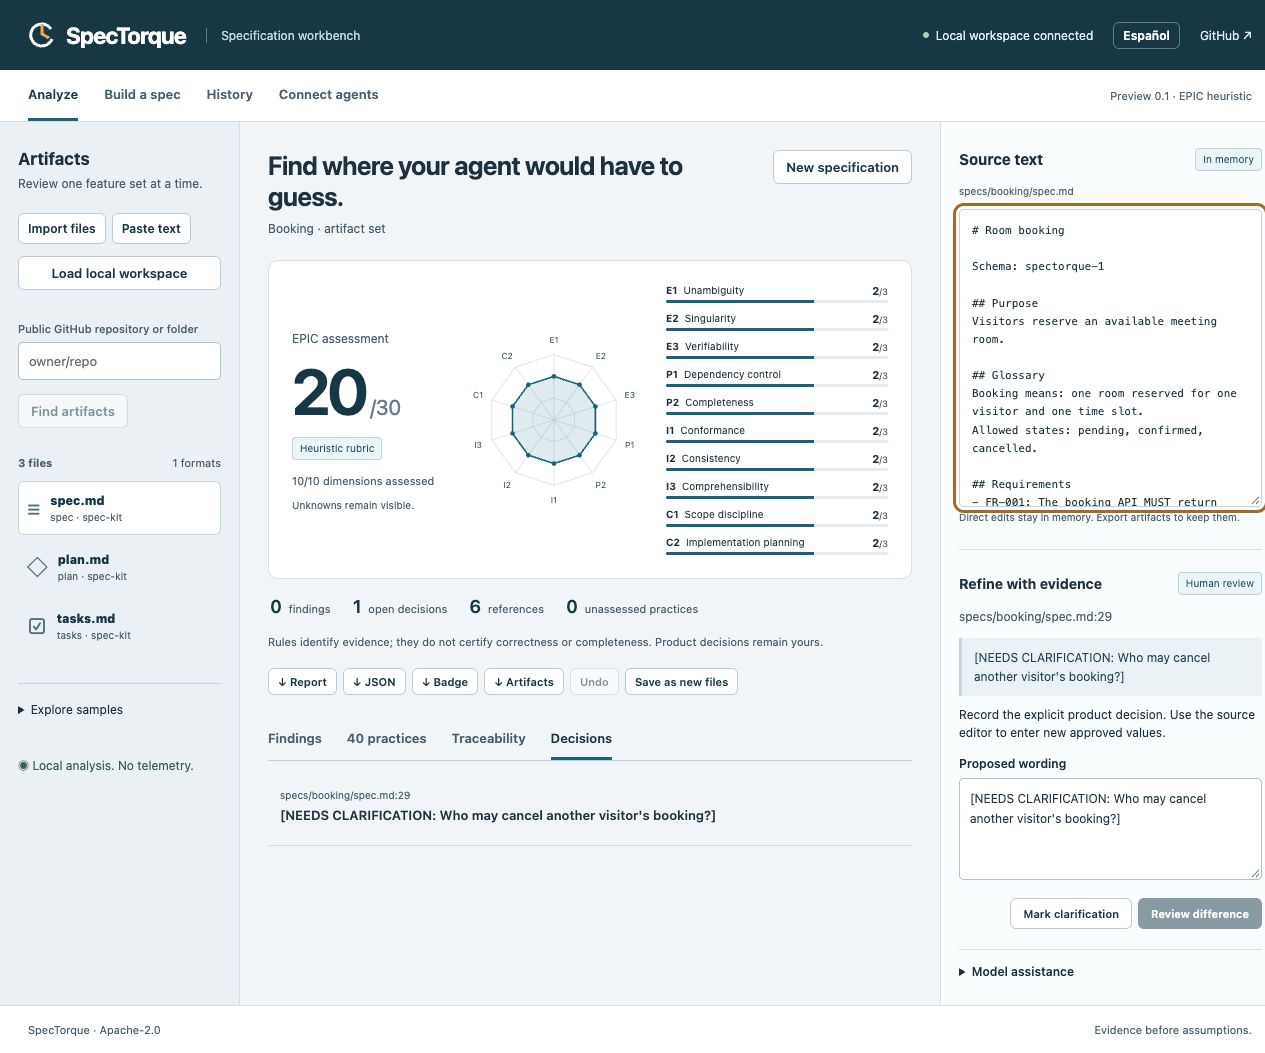 SpecTorque
Specification workbench
Local workspace connected
Español
GitHub ↗
Analyze
Build a spec
History
Connect agents
Preview 0.1 · EPIC heuristic
Artifacts
Review one feature set at a time.
Import files
Paste text
Load local workspace
Public GitHub repository or folder
owner/repo
Find artifacts
3 files
1 formats
spec.md
spec · spec-kit
plan.md
plan · spec-kit
tasks.md
tasks · spec-kit
Explore samples
Local analysis. No telemetry.
Find where your agent would have to
guess.
New specification
Booking · artifact set
EPIC assessment
20/30
Heuristic rubric
10/10 dimensions assessed
Unknowns remain visible.
E1
E2
E3
P1
P2
I1
I2
I3
C1
C2
E1 Unambiguity 2/3
E2 Singularity 2/3
E3 Verifiability 2/3
P1 Dependency control 2/3
P2 Completeness 2/3
I1 Conformance 2/3
I2 Consistency 2/3
I3 Comprehensibility 2/3
C1 Scope discipline 2/3
C2 Implementation planning 2/3
0 findings
1 open decisions
6 references
0 unassessed practices
Rules identify evidence; they do not certify correctness or completeness. Product decisions remain yours.
↓ Report
↓ JSON
↓ Badge
↓ Artifacts
Undo
Save as new files
Findings
40 practices
Traceability
Decisions
specs/booking/spec.md:29
[NEEDS CLARIFICATION: Who may cancel another visitor's booking?]
Source text
In memory
specs/booking/spec.md
# Room booking
Schema: spectorque-1
## Purpose
Visitors reserve an available meeting
room.
## Glossary
Booking means: one room reserved for one
visitor and one time slot.
Allowed states: pending, confirmed,
cancelled.
## Requirements
- FR-001: The booking API MUST return
Direct edits stay in memory. Export artifacts to keep them.
Refine with evidence
Human review
specs/booking/spec.md:29
[NEEDS CLARIFICATION: Who may cancel
another visitor's booking?]
Record the explicit product decision. Use the source
editor to enter new approved values.
Proposed wording
[NEEDS CLARIFICATION: Who may cancel
another visitor's booking?]
Mark clarification
Review difference
Model assistance
SpecTorque · Apache-2.0
Evidence before assumptions.